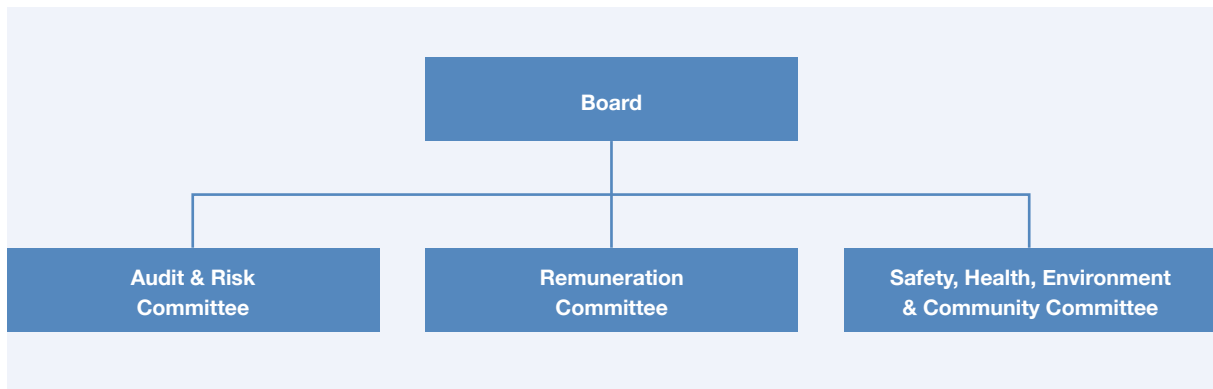 Board
Audit & Risk
Committee
Remuneration
Committee
Safety, Health, Environment
& Community Committee